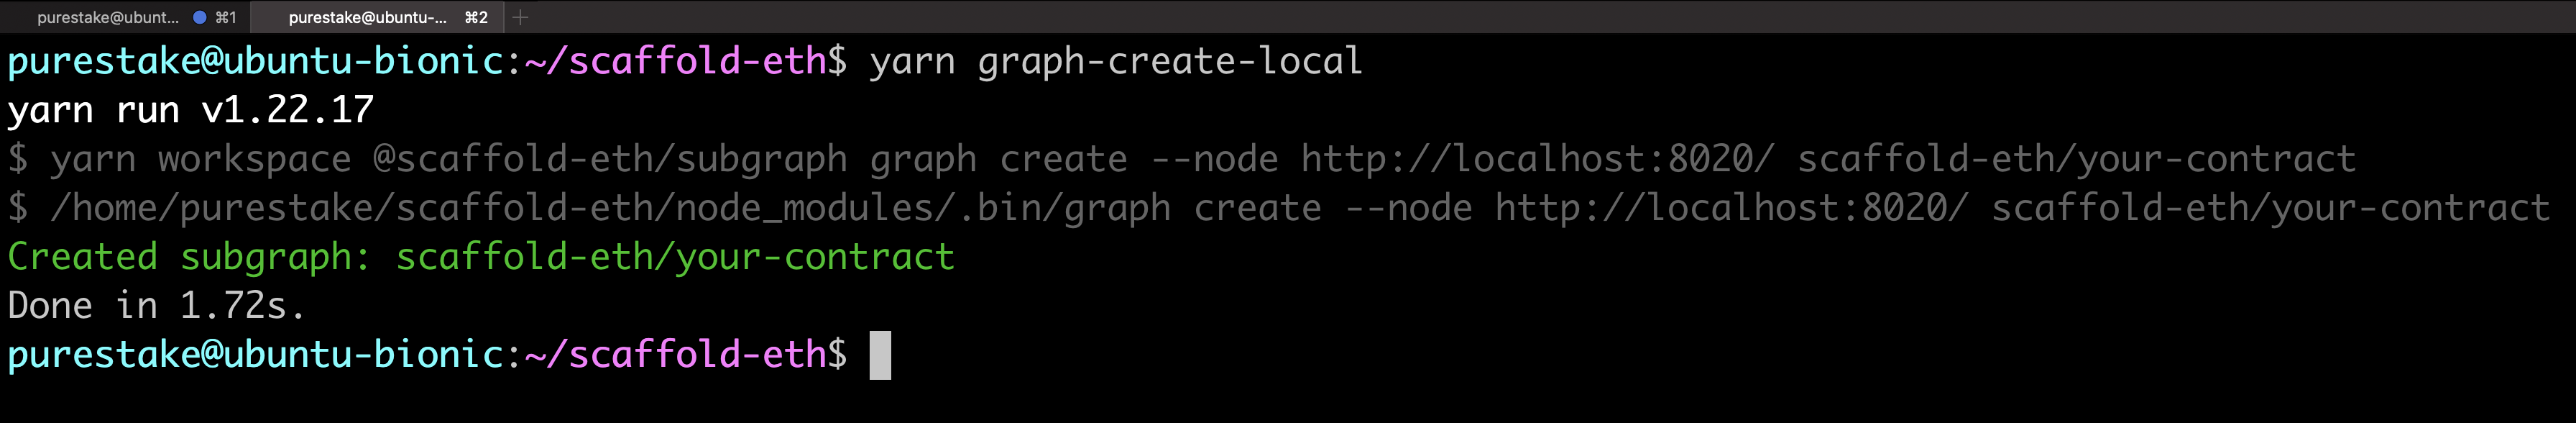 purestake@ubunt... ⌘1 purestake@ubuntu-... ⌘2 +
purestake@ubuntu-bionic:~/scaffold-eth$ yarn graph-create-local
yarn run v1.22.17
$ yarn workspace @scaffold-eth/subgraph graph create --node http://localhost:8020/ scaffold-eth/your-contract
$ /home/purestake/scaffold-eth/node_modules/.bin/graph create --node http://localhost:8020/ scaffold-eth/your-contract
Created subgraph: scaffold-eth/your-contract
Done in 1.72s.
purestake@ubuntu-bionic:~/scaffold-eth$